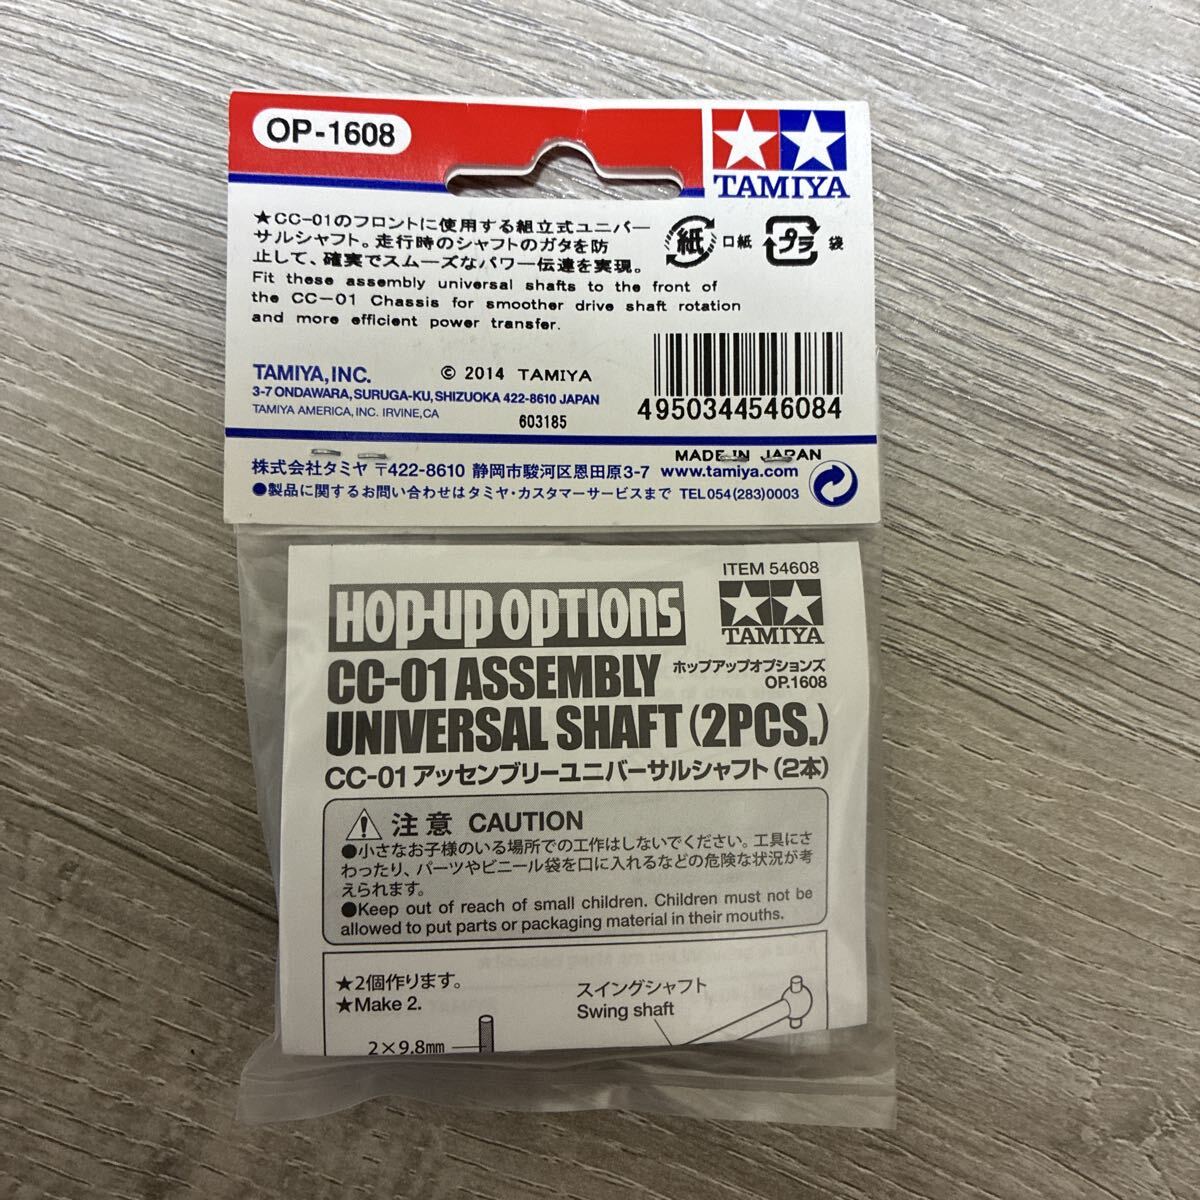 OP-1608
TAMIYA
★CC-01のフロントに使用する組立式ユニバー
サルシャフト。走行時のシャフトのガタを防
止して、確実でスムーズなパワー伝達を実現。
紙 口紙 プラ 袋
Fit these assembly universal shafts to the front of
the CC-01 Chassis for smoother drive shaft rotation
and more efficient power transfer.
TAMIYA, INC.
© 2014 TAMIYA
3-7 ONDAWARA, SURUGA-KU, SHIZUOKA 422-8610 JAPAN
TAMIYA AMERICA, INC. IRVINE, CA
603185
4950344546084
MADE IN JAPAN
株式会社タミヤ 〒422-8610 静岡市駿河区恩田原3-7 www.tamiya.com
●製品に関するお問い合わせはタミヤ・カスタマーサービスまで TEL 054(283)0003
ITEM 54608
HOP-UP OPTIONS
TAMIYA
CC-01 ASSEMBLY
ホップアップオプションズ
OP.1608
UNIVERSAL SHAFT (2PCS.)
CC-01 アッセンブリーユニバーサルシャフト(2本)
注意 CAUTION
●小さなお子様のいる場所での工作はしないでください。工具にさ
わったり、パーツやビニール袋を口に入れるなどの危険な状況が考
えられます。
●Keep out of reach of small children. Children must not be
allowed to put parts or packaging material in their mouths.
★2個作ります。
★Make 2.
スイングシャフト
Swing shaft
2×9.8mm